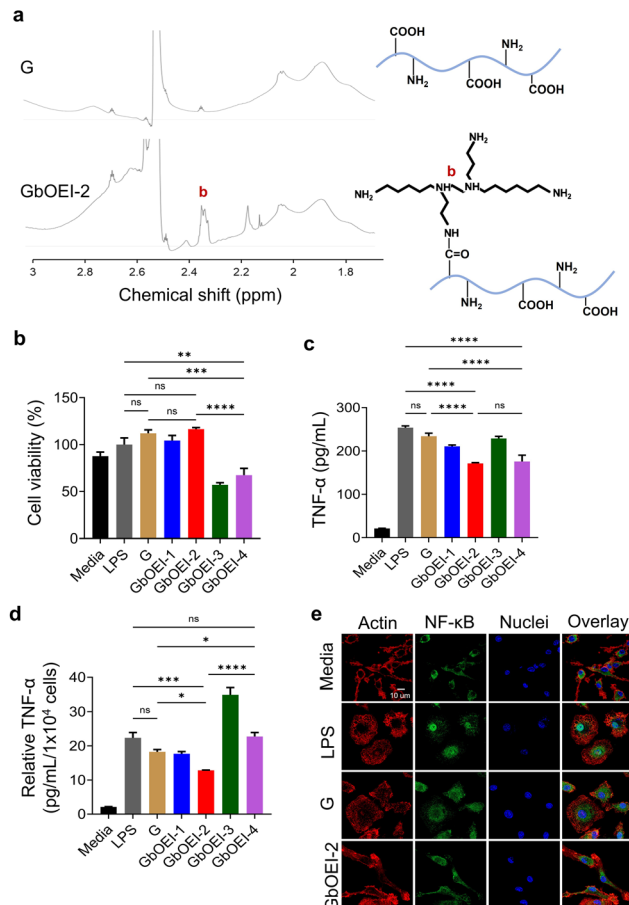 a
G
GbOEI-2
b
3
2.8
2.6
2.4
2.2
2
1.8
Chemical shift (ppm)
COOH
NH2
NH2
COOH
COOH
NH2
b
NH2
NH
NH
NH2
NH
C=O
NH2
NH2
COOH
COOH
b
**
***
ns
ns
****
Cell viability (%)
150
100
50
0
Media
LPS
G
GbOEI-1
GbOEI-2
GbOEI-3
GbOEI-4
c
****
****
****
ns
ns
****
TNF-α (pg/mL)
300
200
100
0
Media
LPS
G
GbOEI-1
GbOEI-2
GbOEI-3
GbOEI-4
d
ns
*
***
****
ns
*
Relative TNF-α
(pg/mL/1x10⁴ cells)
40
30
20
10
0
Media
LPS
G
GbOEI-1
GbOEI-2
GbOEI-3
GbOEI-4
e
Actin NF-κB Nuclei Overlay
Media
10 um
LPS
G
GbOEI-2